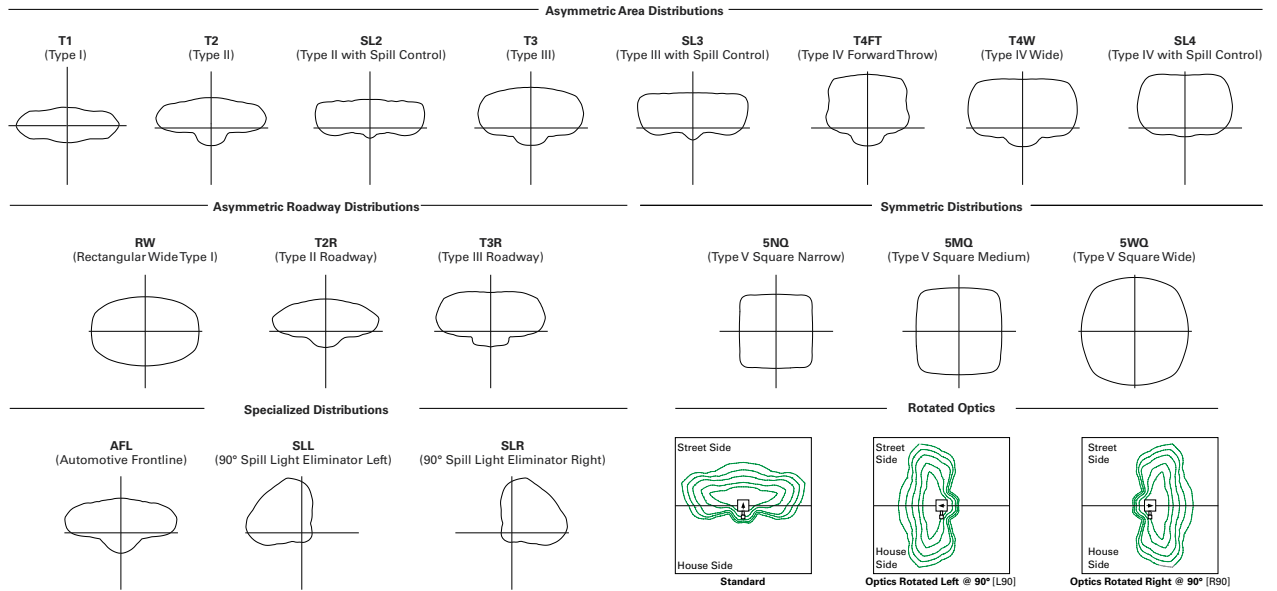 Asymmetric Area Distributions
T1
(Type I)
T2
(Type II)
SL2
(Type II with Spill Control)
T3
(Type III)
SL3
(Type III with Spill Control)
T4FT
(Type IV Forward Throw)
T4W
(Type IV Wide)
SL4
(Type IV with Spill Control)
Asymmetric Roadway Distributions
Symmetric Distributions
RW
(Rectangular Wide Type I)
T2R
(Type II Roadway)
T3R
(Type III Roadway)
5NQ
(Type V Square Narrow)
5MQ
(Type V Square Medium)
5WQ
(Type V Square Wide)
Specialized Distributions
Rotated Optics
AFL
(Automotive Frontline)
SLL
(90° Spill Light Eliminator Left)
SLR
(90° Spill Light Eliminator Right)
Street Side
House Side
Standard
Street
Side
House
Side
Optics Rotated Left @ 90° [L90]
Street
Side
House
Side
Optics Rotated Right @ 90° [R90]